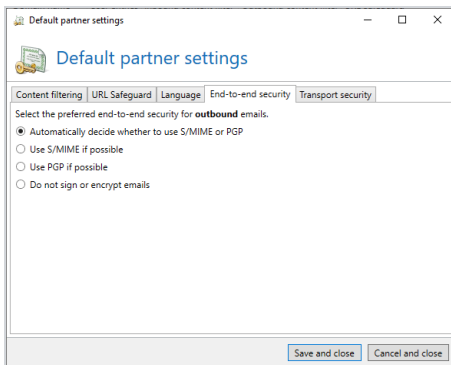 Default partner settings
Default partner settings
Content filtering URL Safeguard Language End-to-end security Transport security
Select the preferred end-to-end security for outbound emails.
Automatically decide whether to use S/MIME or PGP
Use S/MIME if possible
Use PGP if possible
Do not sign or encrypt emails
Save and close Cancel and close